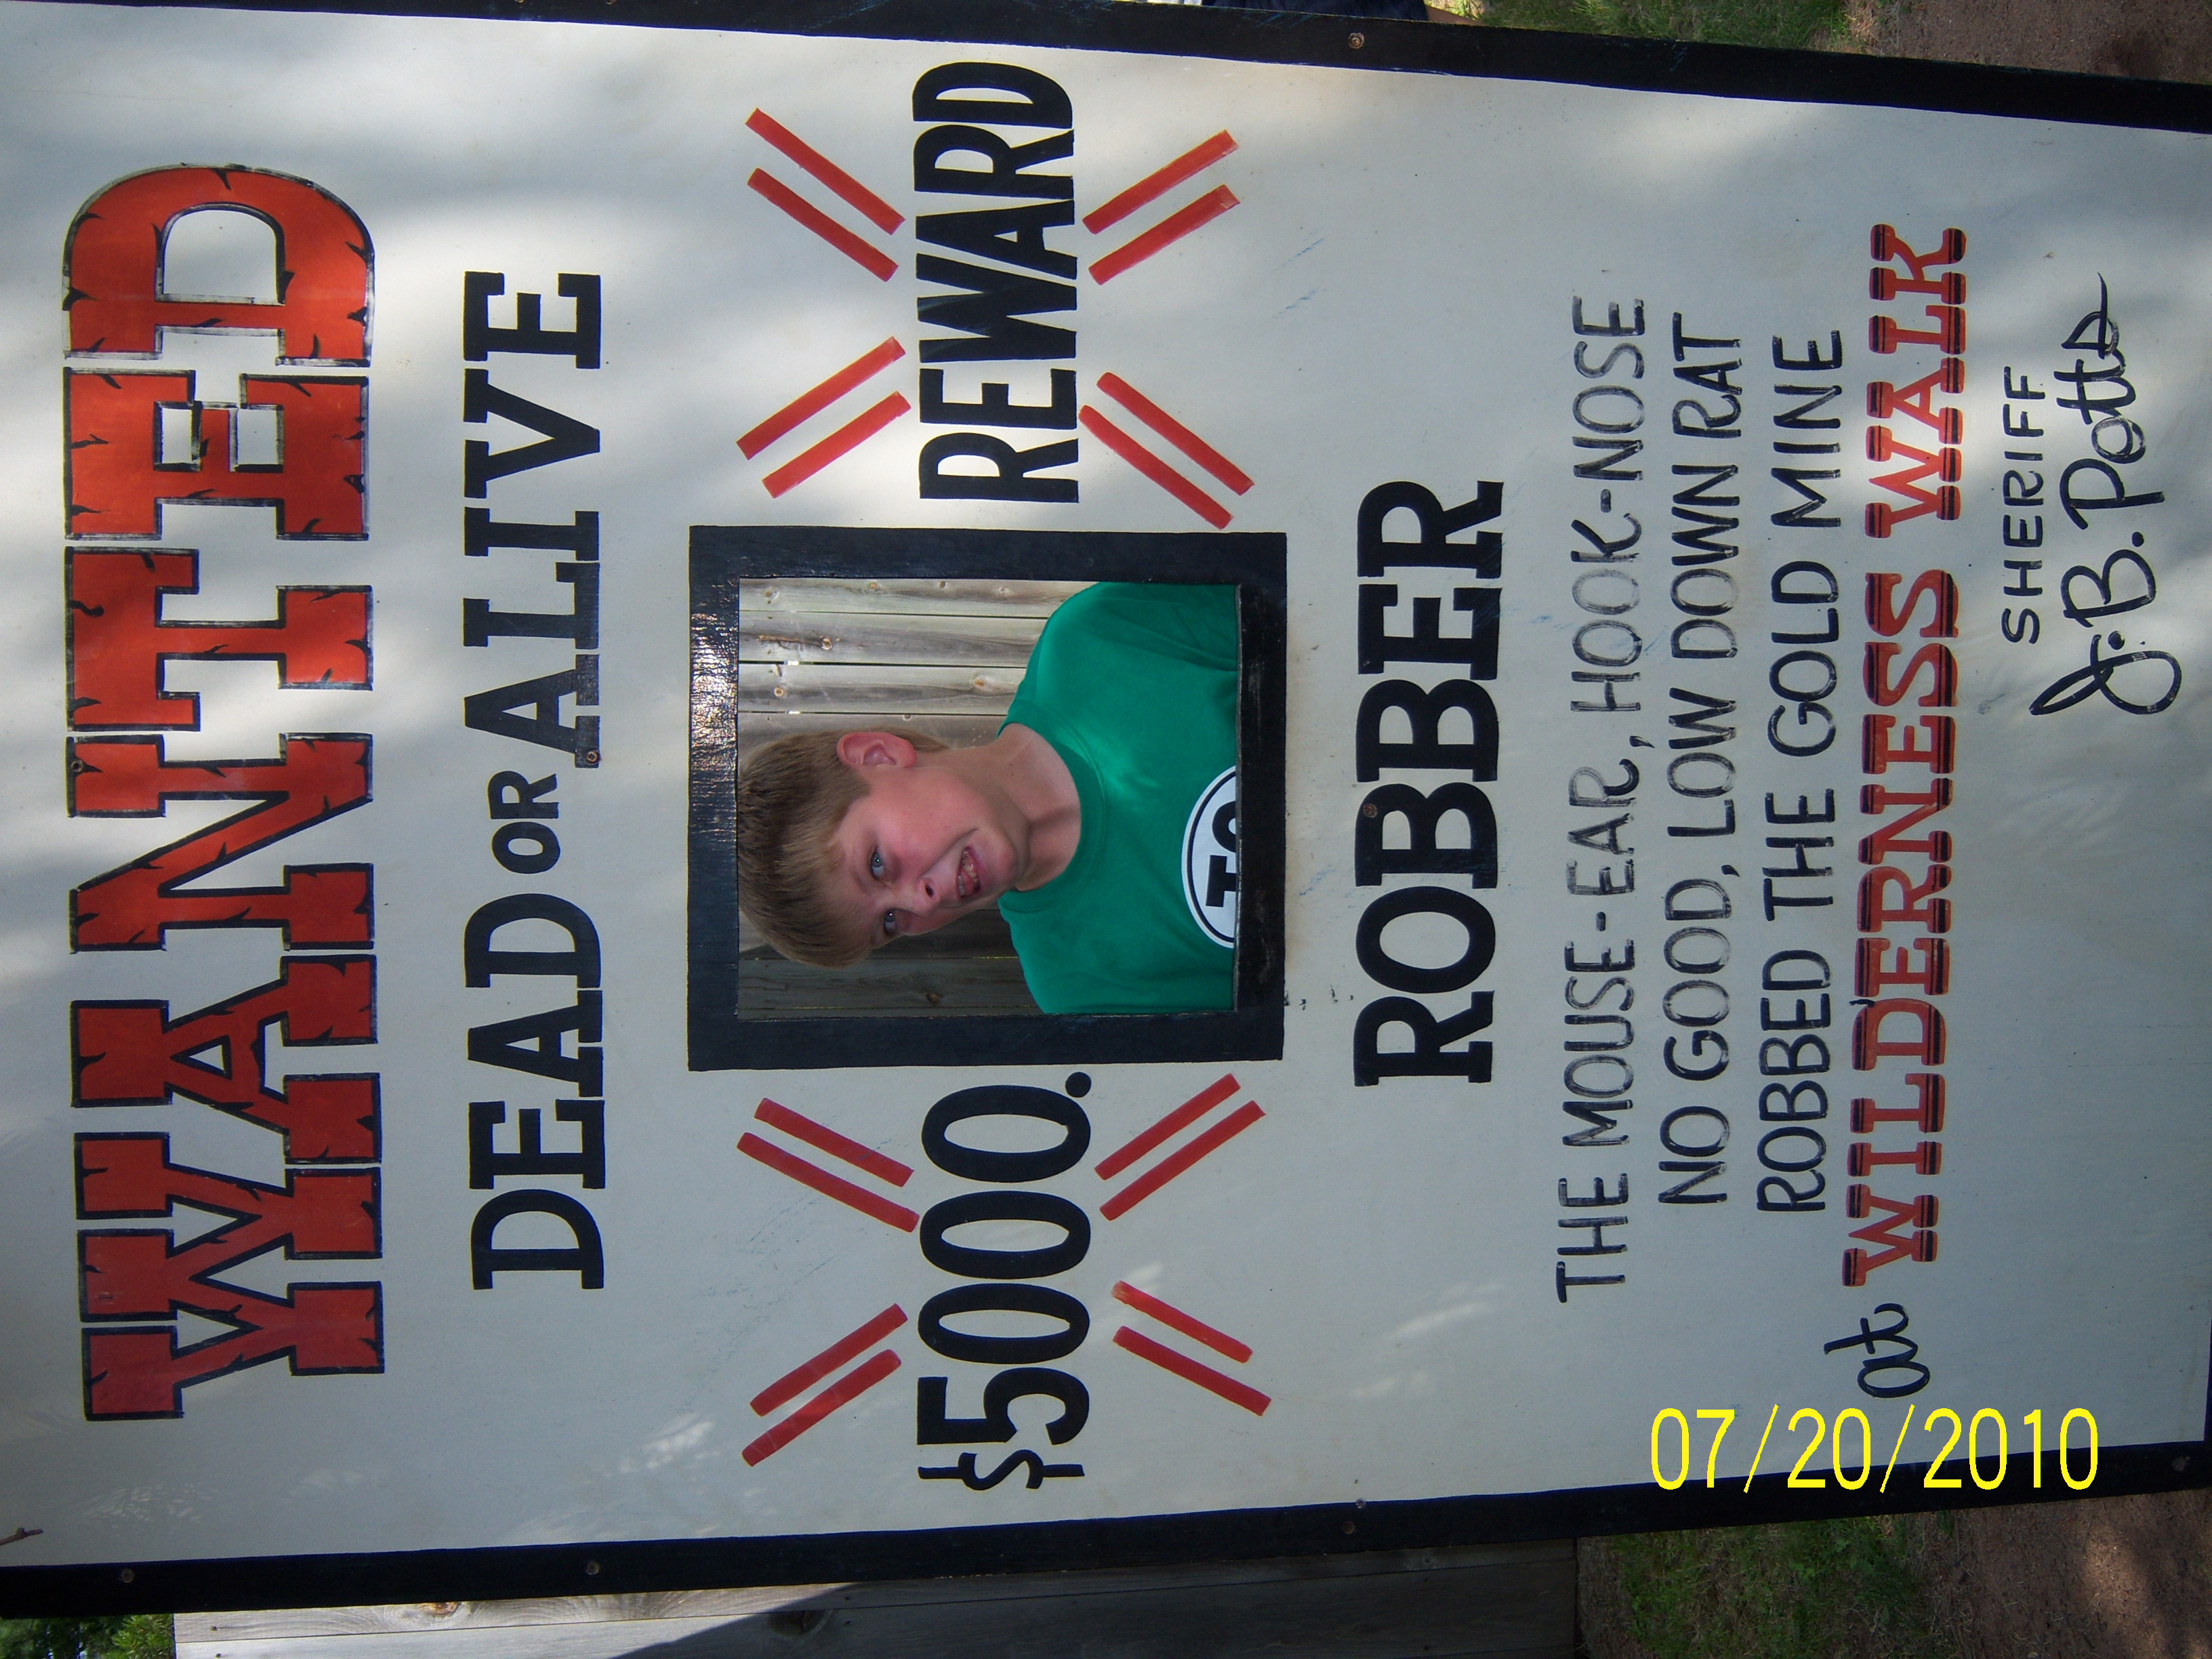 WANTED
DEAD OR ALIVE
$5000. REWARD
TO
ROBBER
THE MOUSE-EAR, HOOK-NOSE
NO GOOD, LOW DOWN RAT
ROBBED THE GOLD MINE
at WILDERNESS WALK
SHERIFF
J.B. Potts
07/20/2010